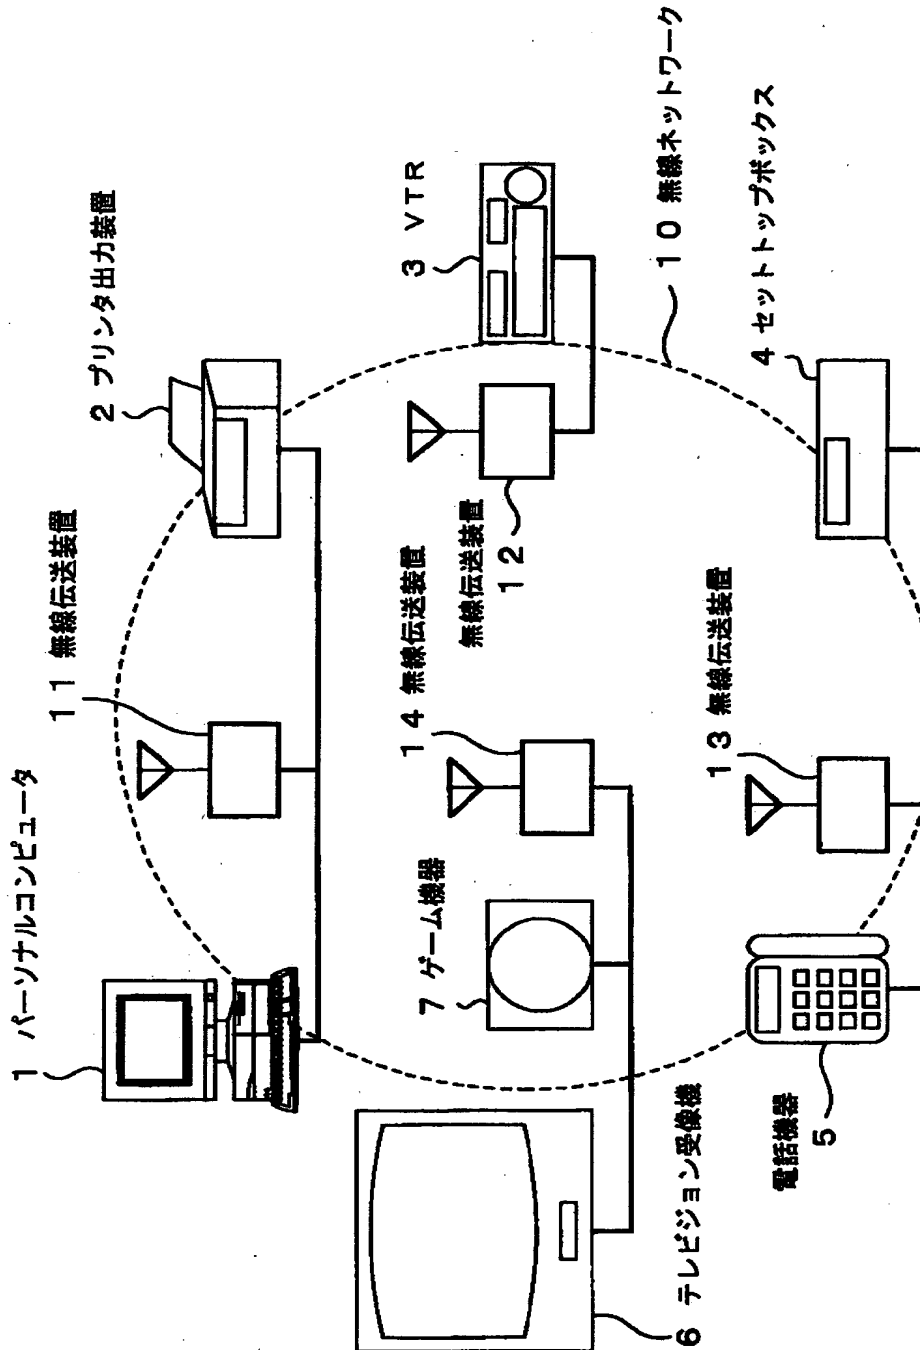 1 パーソナルコンピュータ
11 無線伝送装置
2 プリンタ出力装置
7 ゲーム機器
14 無線伝送装置
無線伝送装置
12
3 VTR
6 テレビジョン受像機
電話機器
5
13 無線伝送装置
4 セットトップボックス
10 無線ネットワーク